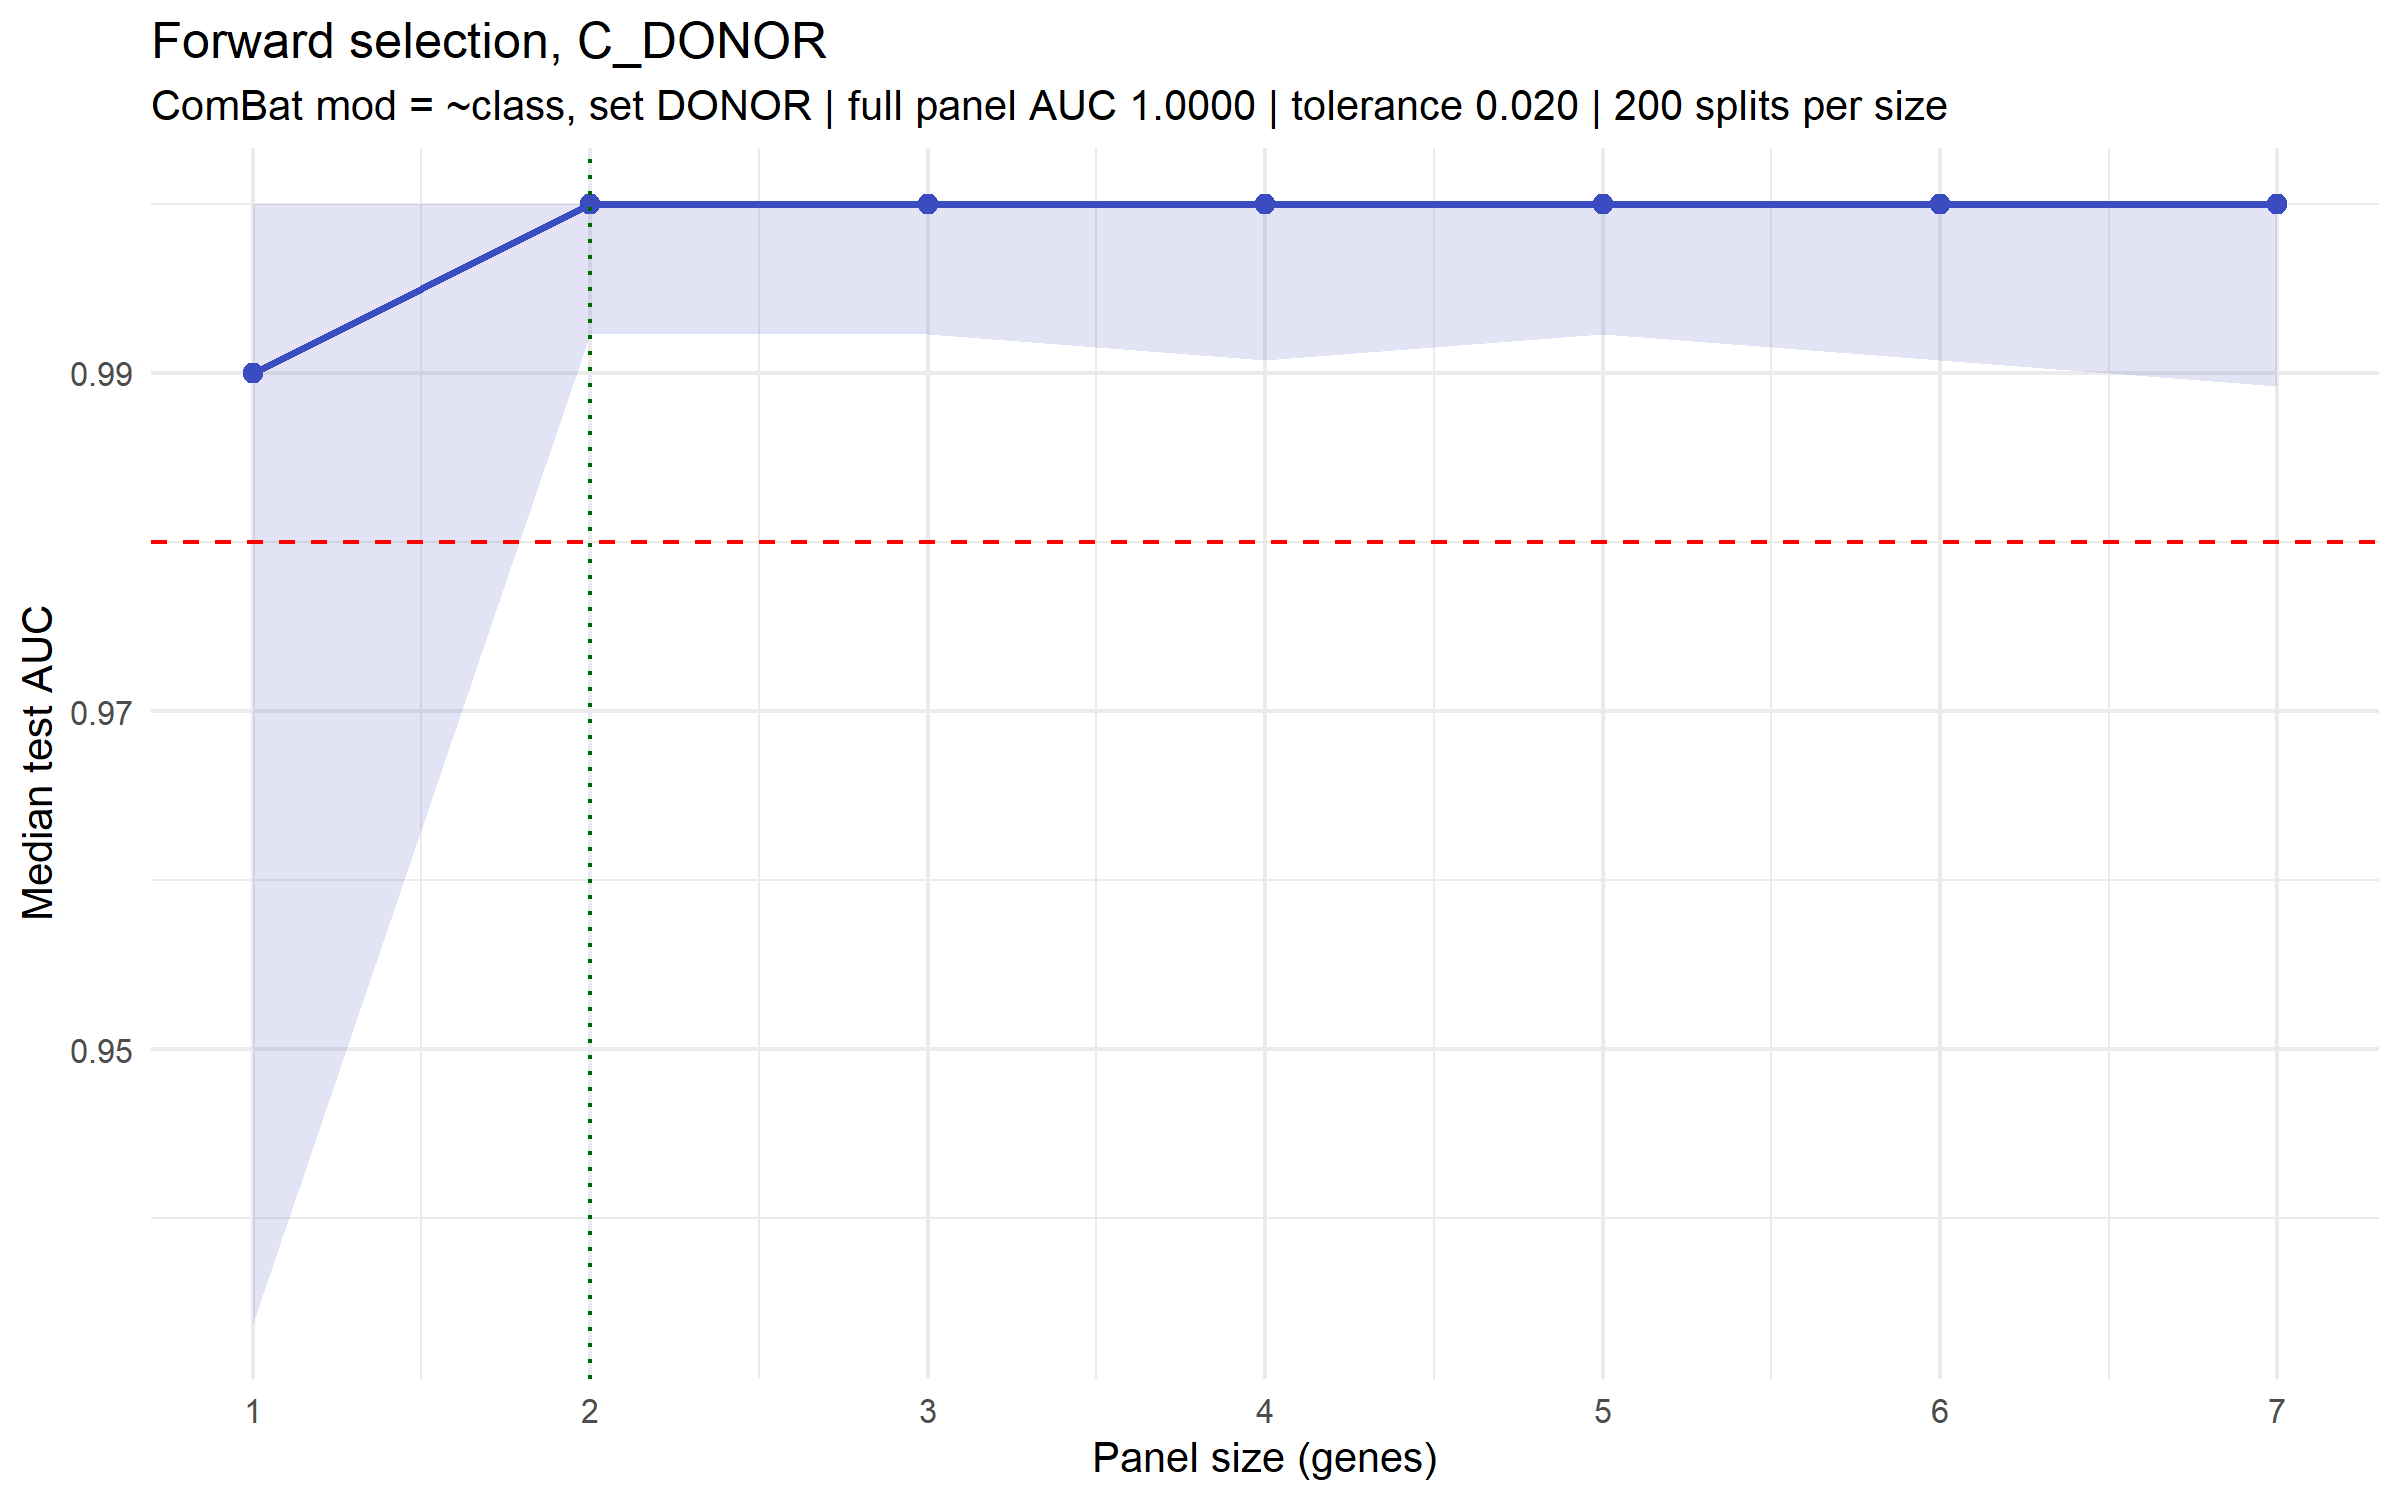 Forward selection, C_DONOR
ComBat mod = ~class, set DONOR | full panel AUC 1.0000 | tolerance 0.020 | 200 splits per size
Median test AUC
0.99
0.97
0.95
1 2 3 4 5 6 7
Panel size (genes)